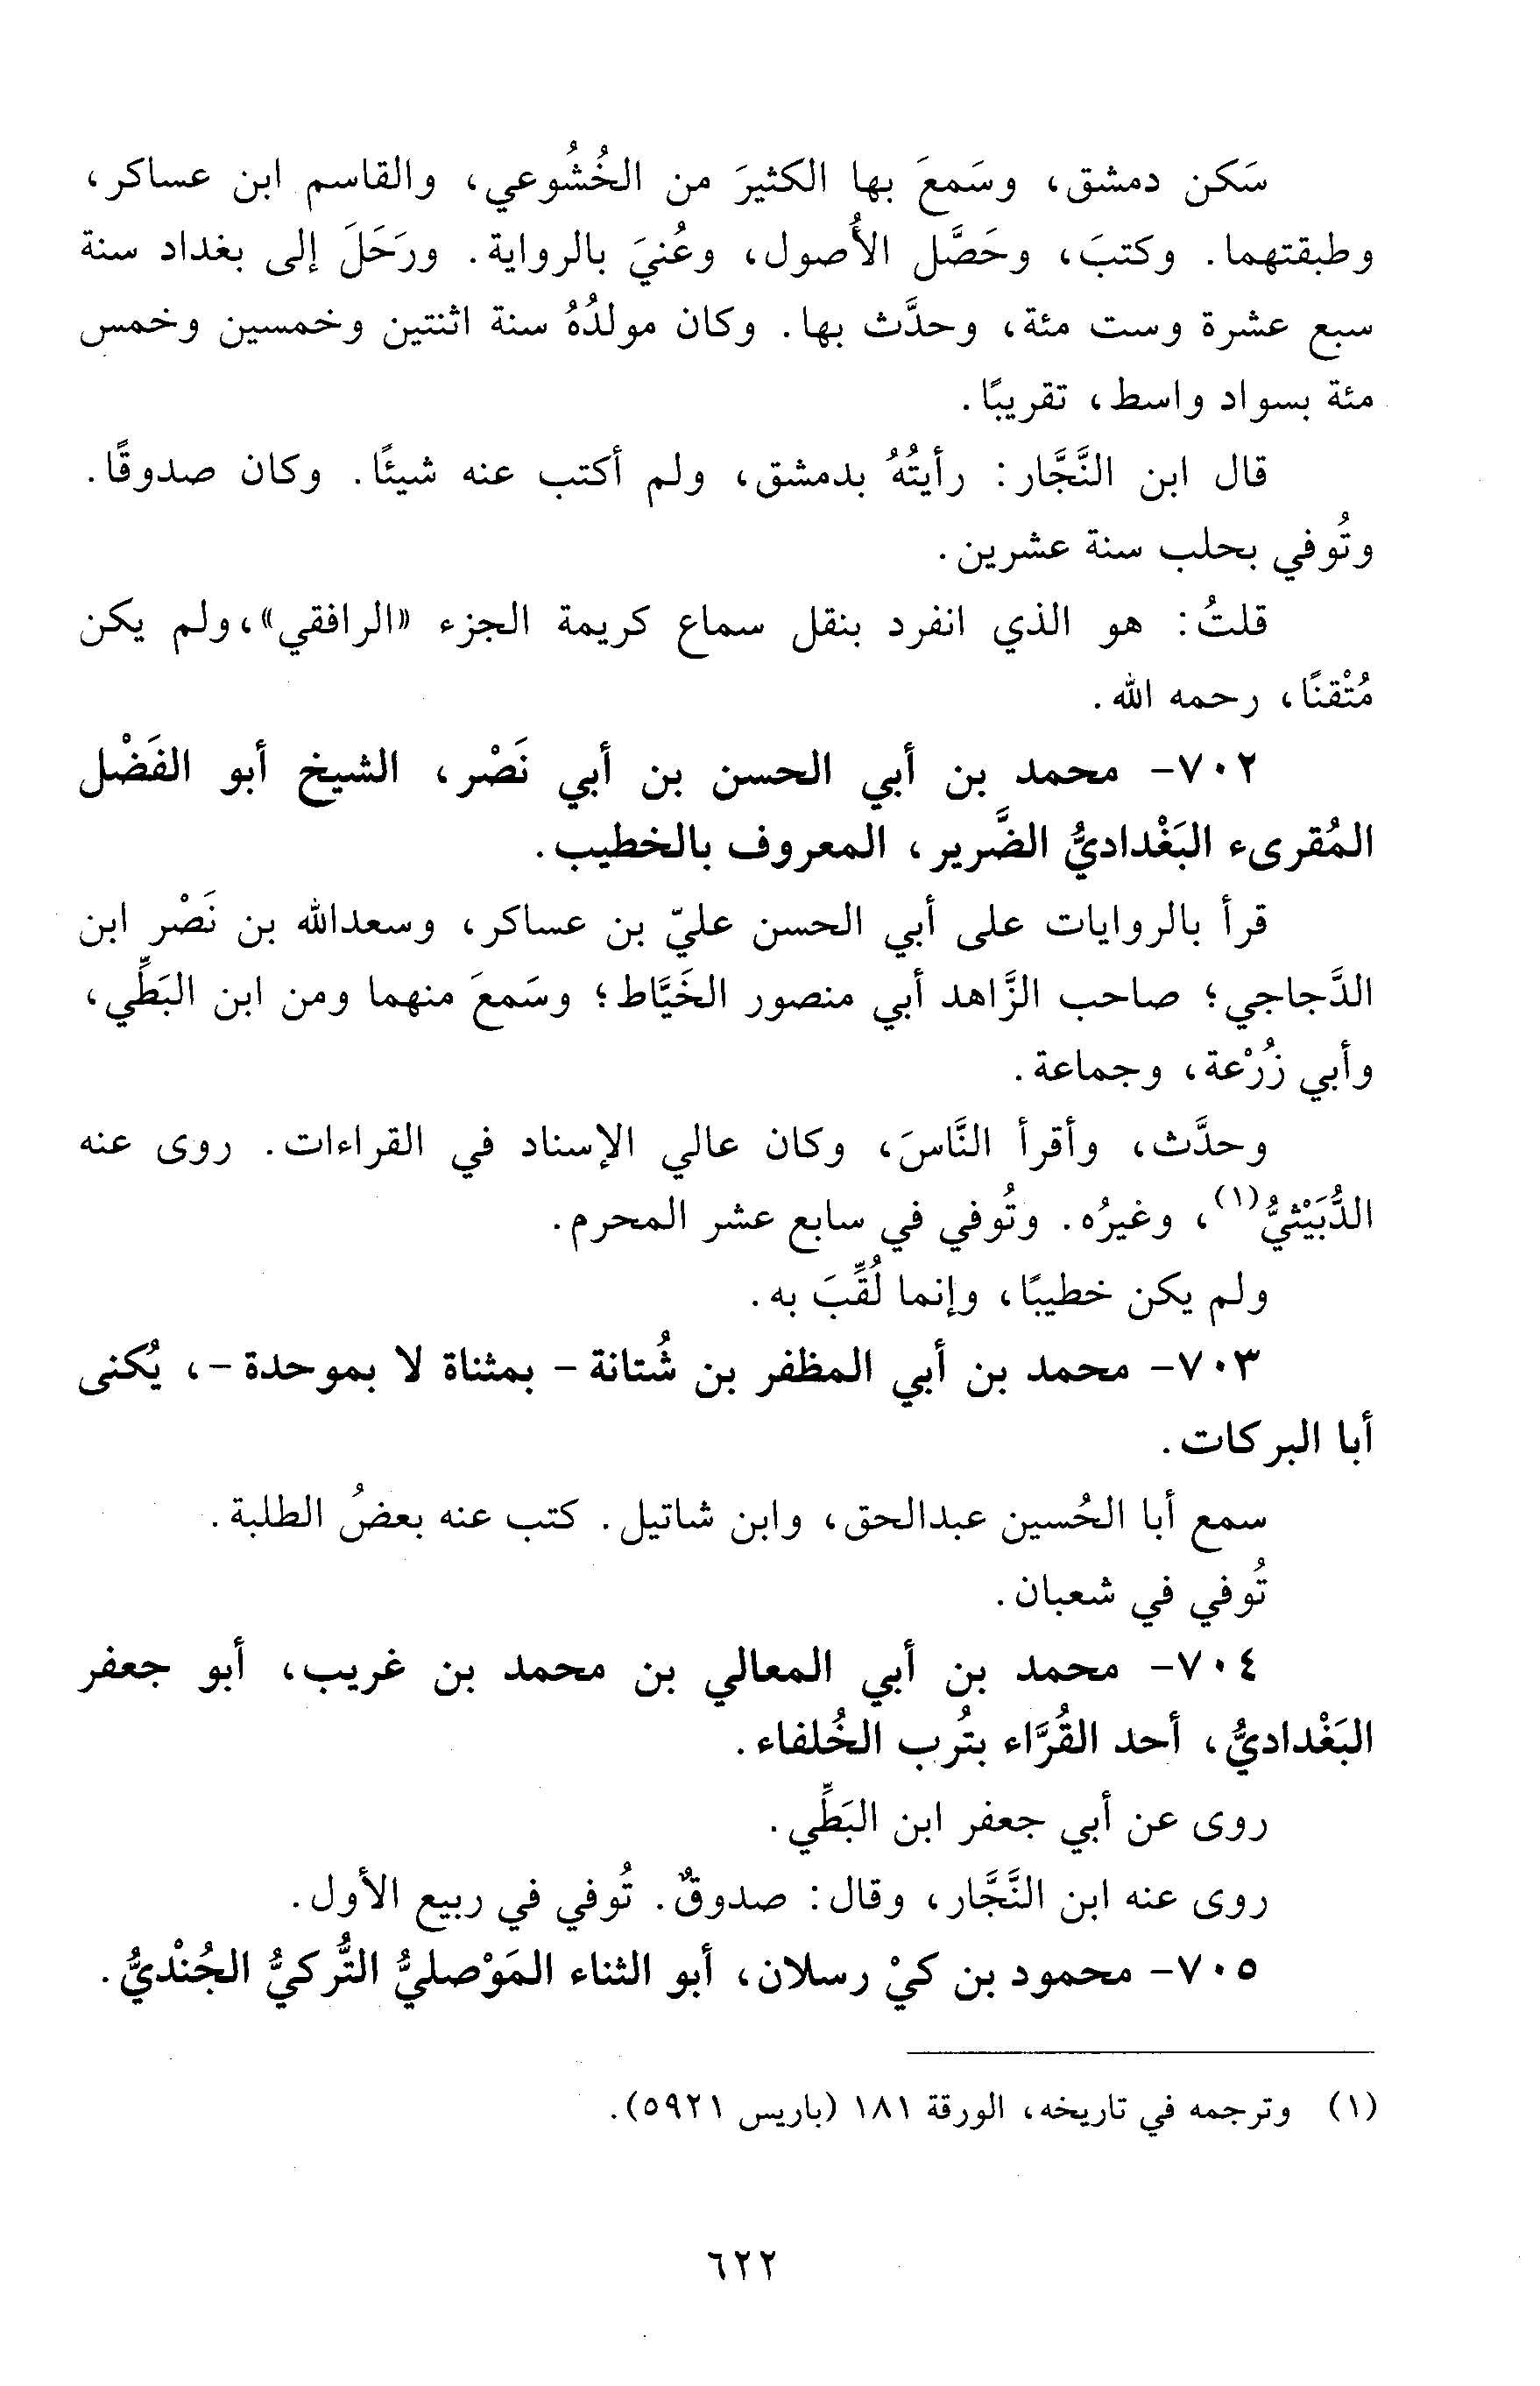 سَكن دمشق، وسَمعَ بها الكثيرَ من الخُشُوعي، والقاسم ابن عساكر،
وطبقتهما. وكتبَ، وحَصَّل الأُصول، وعُنيَ بالرواية. ورَحَلَ إلى بغداد سنة
سبع عشرة وست مئة، وحدَّث بها. وكان مولدُهُ سنة اثنتين وخمسين وخمس
مئة بسواد واسط، تقريبًا.
قال ابن النَّجَّار: رأيتُهُ بدمشق، ولم أكتب عنه شيئًا. وكان صدوقًا.
وتُوفي بحلب سنة عشرين.
قلتُ: هو الذي انفرد بنقل سماع كريمة الجزء «الرافقي»، ولم يكن
مُتْقنًا، رحمه الله.
٧٠٢- محمد بن أبي الحسن بن أبي نَصْر، الشيخ أبو الفَضْل
المُقرىء البَغْداديُّ الضَّرير، المعروف بالخطيب.
قرأ بالروايات على أبي الحسن عليّ بن عساكر، وسعدالله بن نَصْر ابن
الدَّجاجي؛ صاحب الزَّاهد أبي منصور الخَيَّاط؛ وسَمعَ منهما ومن ابن البَطِّي،
وأبي زُرْعة، وجماعة.
وحدَّث، وأقرأ النَّاسَ، وكان عالي الإسناد في القراءات. روى عنه
الدُّبَيْثيُّ(١)، وغيرُه. وتُوفي في سابع عشر المحرم.
ولم يكن خطيبًا، وإنما لُقِّبَ به.
٧٠٣- محمد بن أبي المظفر بن شُتانة - بمثناة لا بموحدة -، يُكنى
أبا البركات.
سمع أبا الحُسين عبدالحق، وابن شاتيل. كتب عنه بعضُ الطلبة.
تُوفي في شعبان.
٧٠٤- محمد بن أبي المعالي بن محمد بن غريب، أبو جعفر
البَغْداديُّ، أحد القُرَّاء بتُرب الخُلفاء.
روى عن أبي جعفر ابن البَطِّي.
روى عنه ابن النَّجَّار، وقال: صدوقٌ. تُوفي في ربيع الأول.
٧٠٥- محمود بن كيْ رسلان، أبو الثناء المَوْصليُّ التُّركيُّ الجُنْديُّ.
(١) وترجمه في تاريخه، الورقة ١٨١ (باريس ٥٩٢١).
٦٢٢